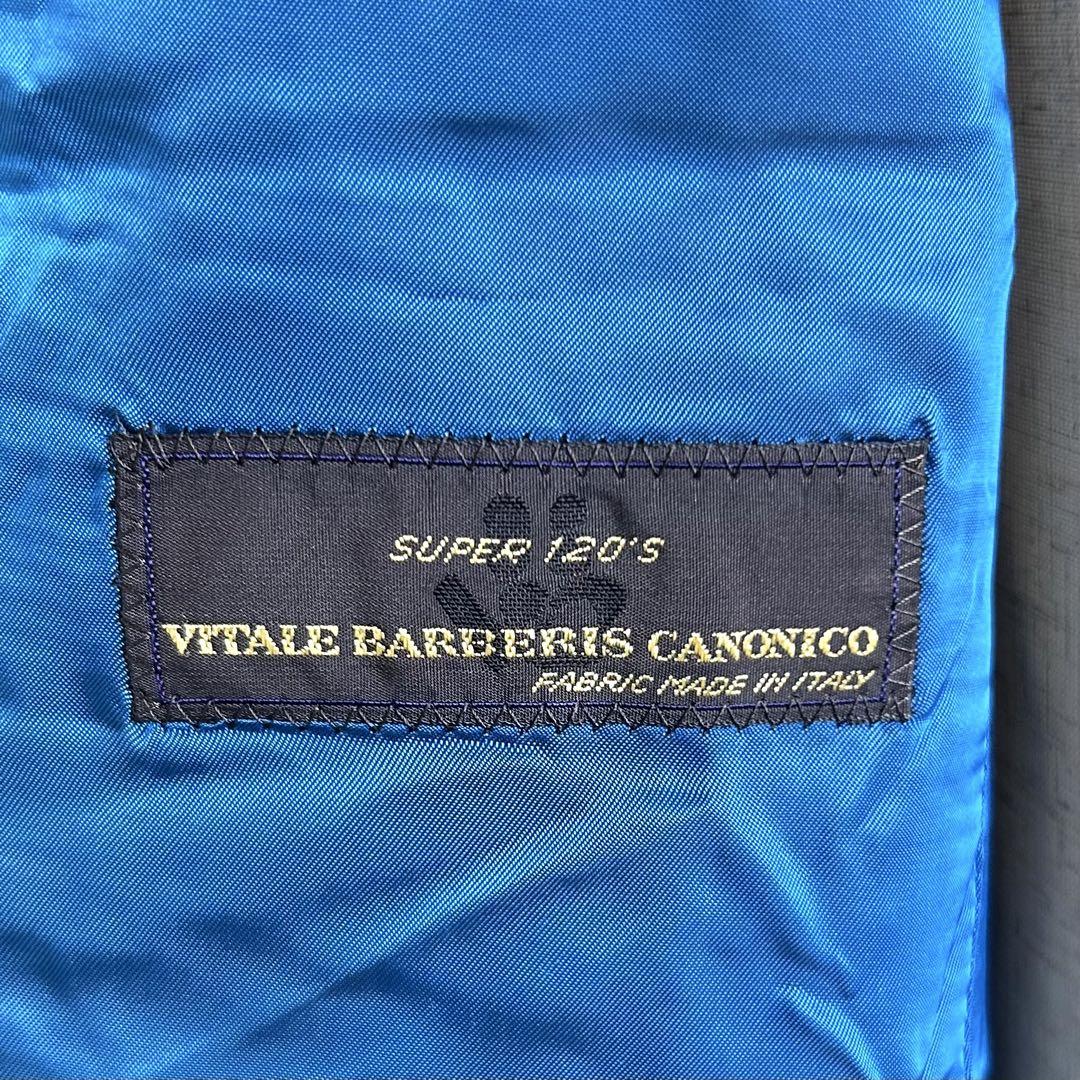 SUPER 120'S
VITALE BARBERIS CANONICO
FABRIC MADE IN ITALY